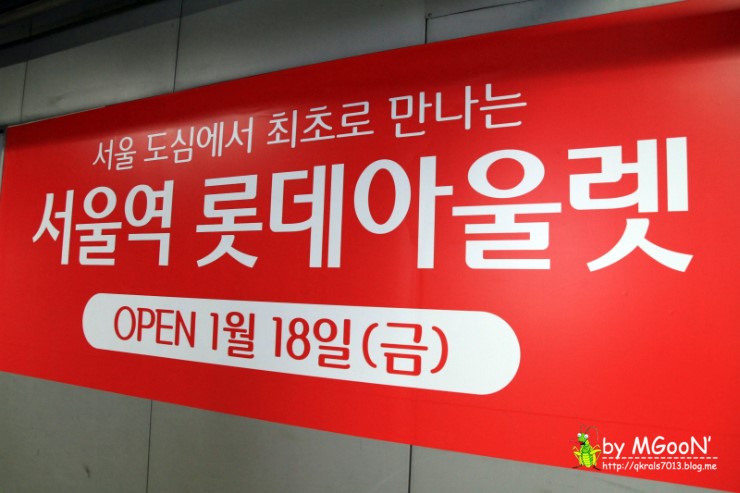 서울 도심에서 최초로 만나는
서울역 롯데아울렛
OPEN 1월 18일(금)
by MGooN'
http://qkrals7013.blog.me